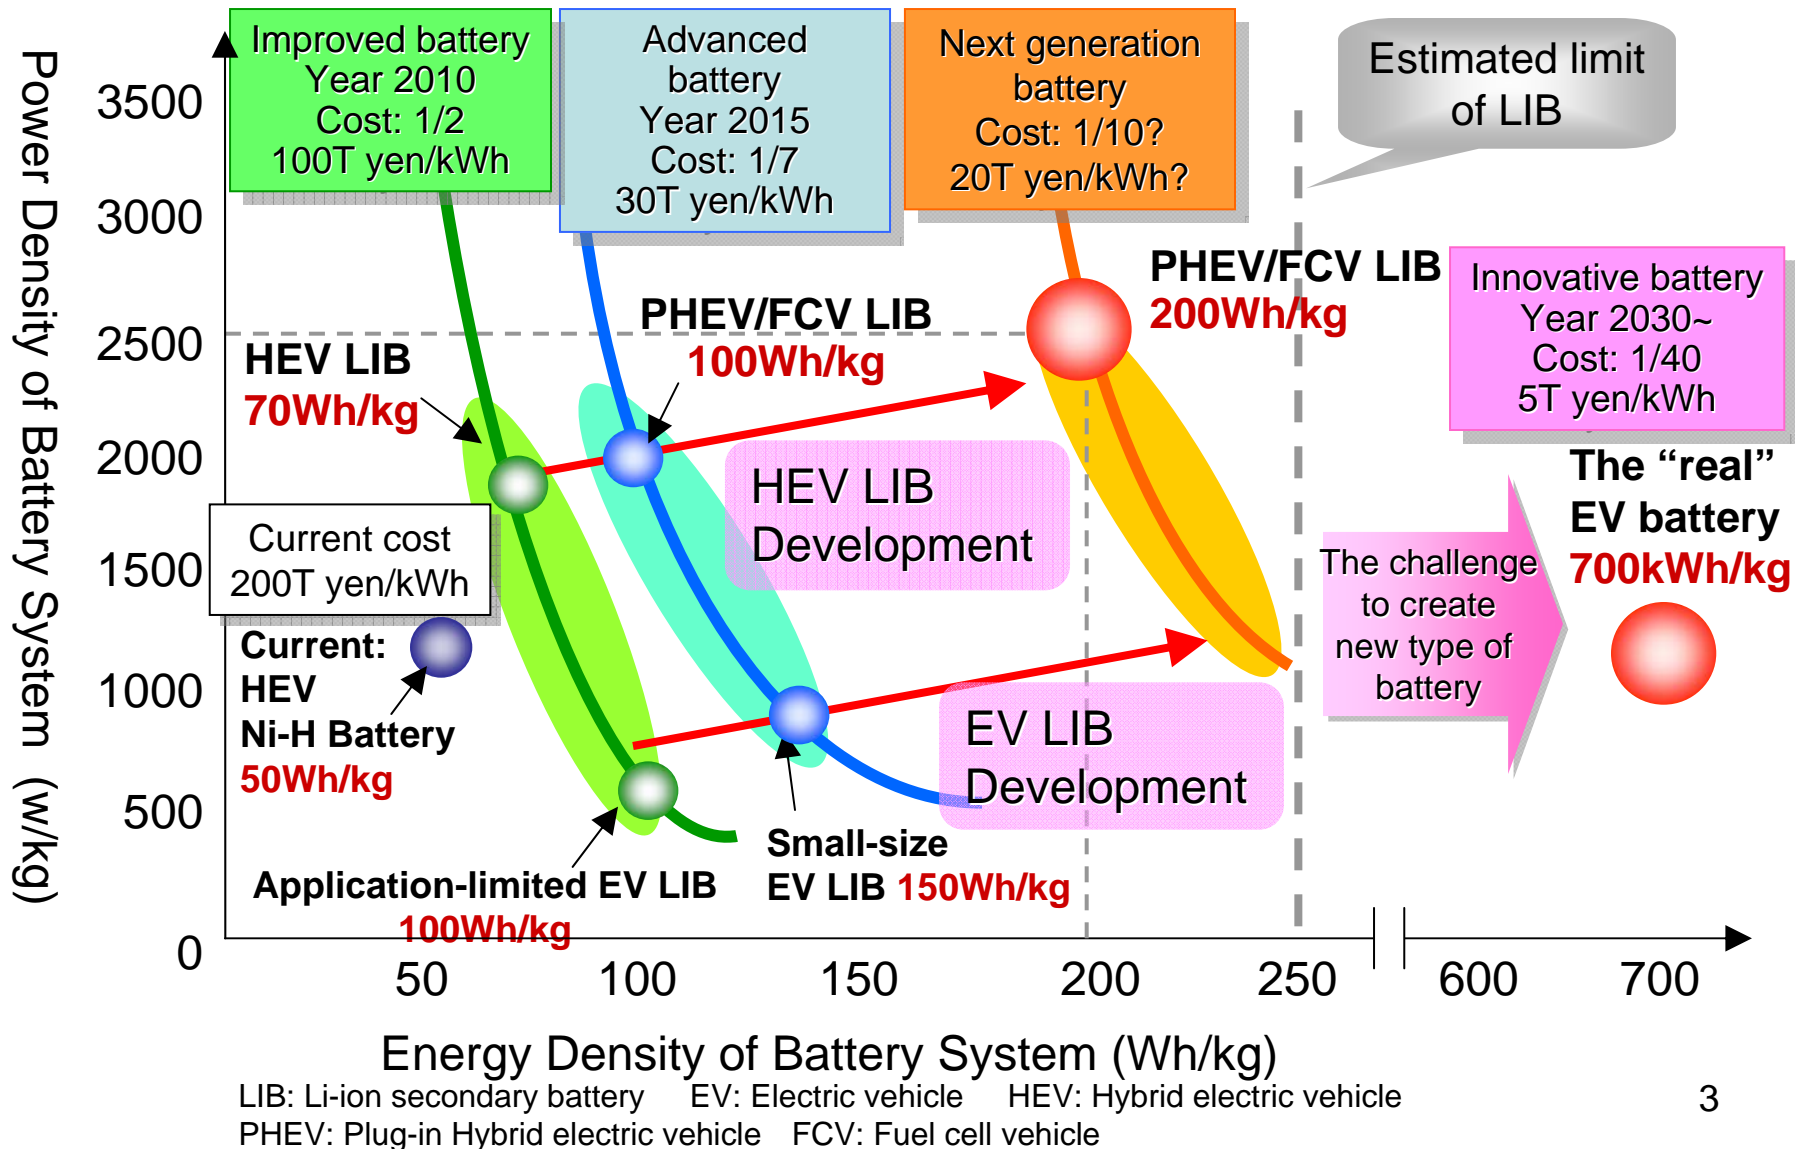 Improved battery
Year 2010
Cost: 1/2
100T yen/kWh
Advanced
battery
Year 2015
Cost: 1/7
30T yen/kWh
Next generation
battery
Cost: 1/10?
20T yen/kWh?
Estimated limit
of LIB
Power Density of Battery System (w/kg)
3500
3000
2500
2000
1500
1000
500
0
PHEV/FCV LIB
200Wh/kg
Innovative battery
Year 2030~
Cost: 1/40
5T yen/kWh
PHEV/FCV LIB
100Wh/kg
HEV LIB
70Wh/kg
HEV LIB
Development
The “real”
EV battery
700kWh/kg
Current cost
200T yen/kWh
The challenge
to create
new type of
battery
Current:
HEV
Ni-H Battery
50Wh/kg
EV LIB
Development
Small-size
EV LIB 150Wh/kg
Application-limited EV LIB
100Wh/kg
50 100 150 200 250 600 700
Energy Density of Battery System (Wh/kg)
LIB: Li-ion secondary battery EV: Electric vehicle HEV: Hybrid electric vehicle
PHEV: Plug-in Hybrid electric vehicle FCV: Fuel cell vehicle
3